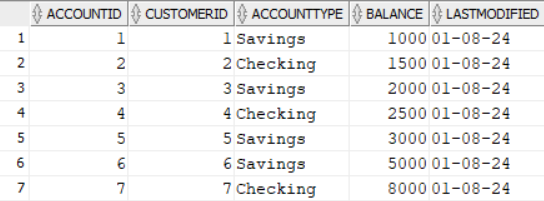 ACCOUNTID CUSTOMERID ACCOUNTTYPE BALANCE LASTMODIFIED
1 1 1 Savings 1000 01-08-24
2 2 2 Checking 1500 01-08-24
3 3 3 Savings 2000 01-08-24
4 4 4 Checking 2500 01-08-24
5 5 5 Savings 3000 01-08-24
6 6 6 Savings 5000 01-08-24
7 7 7 Checking 8000 01-08-24